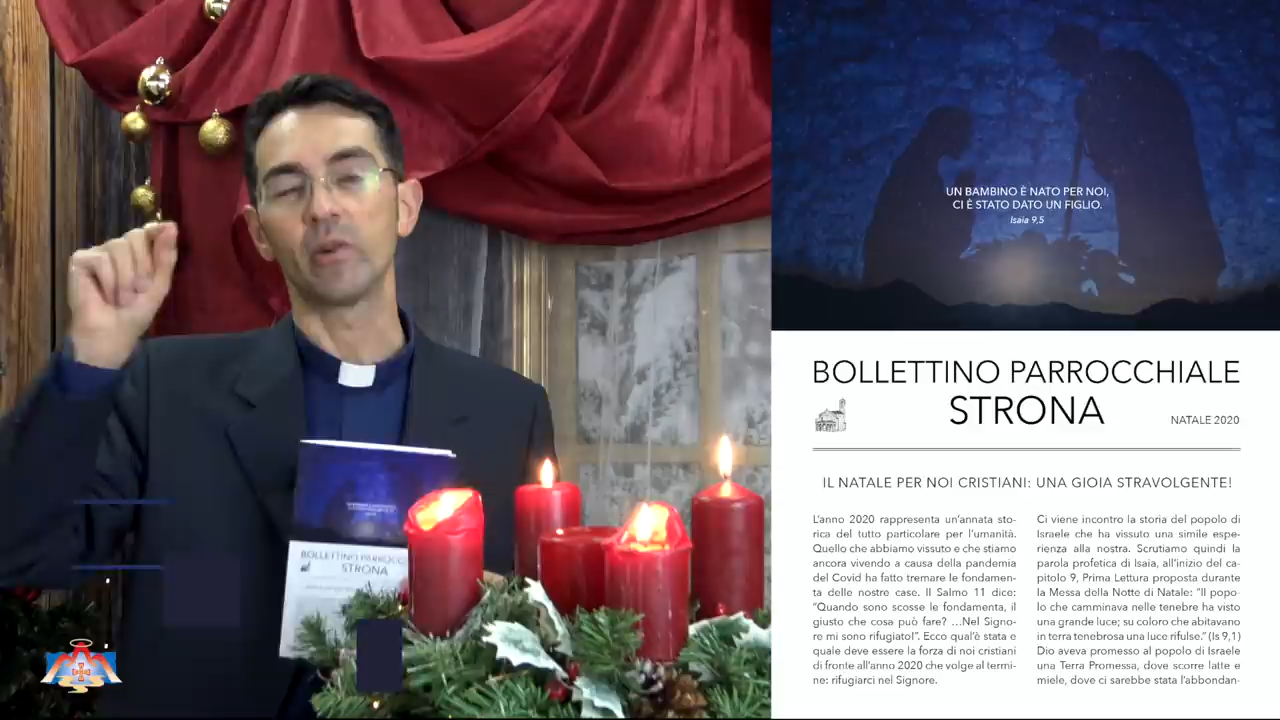 UN BAMBINO È NATO PER NOI,
CI È STATO DATO UN FIGLIO.
Isaia 9,5
BOLLETTINO PARROCCHIALE
STRONA
NATALE 2020
IL NATALE PER NOI CRISTIANI: UNA GIOIA STRAVOLGENTE!
L'anno 2020 rappresenta un'annata sto-
rica del tutto particolare per l'umanità.
Quello che abbiamo vissuto e che stiamo
ancora vivendo a causa della pandemia
del Covid ha fatto tremare le fondamen-
ta delle nostre case. Il Salmo 11 dice:
"Quando sono scosse le fondamenta, il
giusto che cosa può fare? …Nel Signo-
re mi sono rifugiato!". Ecco qual'è stata e
quale deve essere la forza di noi cristiani
di fronte all'anno 2020 che volge al termi-
ne: rifugiarci nel Signore.
Ci viene incontro la storia del popolo di
Israele che ha vissuto una simile espe-
rienza alla nostra. Scrutiamo quindi la
parola profetica di Isaia, all'inizio del ca-
pitolo 9, Prima Lettura proposta durante
la Messa della Notte di Natale: "Il popo-
lo che camminava nelle tenebre ha visto
una grande luce; su coloro che abitavano
in terra tenebrosa una luce rifulse." (Is 9,1)
Dio aveva promesso al popolo di Israele
una Terra Promessa, dove scorre latte e
miele, dove ci sarebbe stata l'abbondan-
BOLLETTINO PARROCC
STRONA